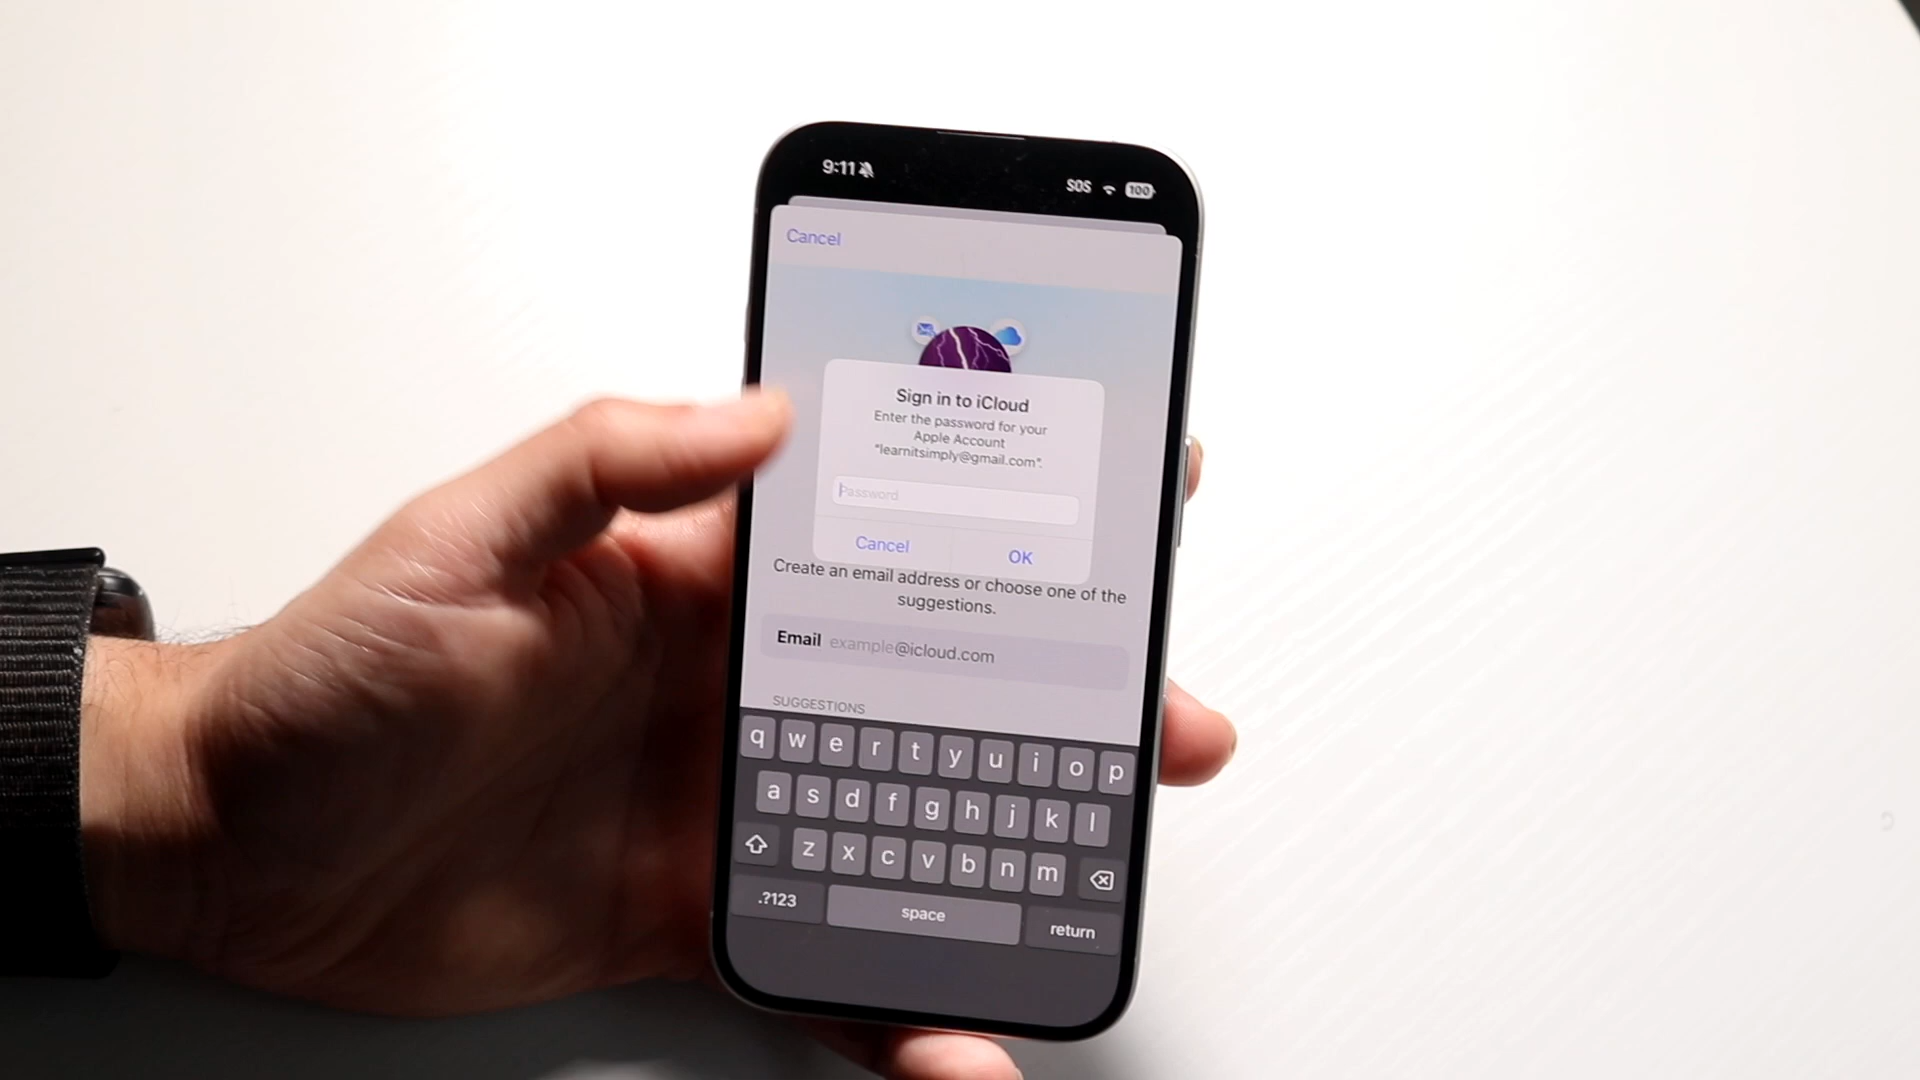 9:11
SOS 100
Cancel
Sign in to iCloud
Enter the password for your
Apple Account
"learnitsimply@gmail.com".
Password
Cancel OK
Create an email address or choose one of the
suggestions.
Email example@icloud.com
SUGGESTIONS
q w e r t y u i o p
a s d f g h j k l
z x c v b n m
.?123 space return